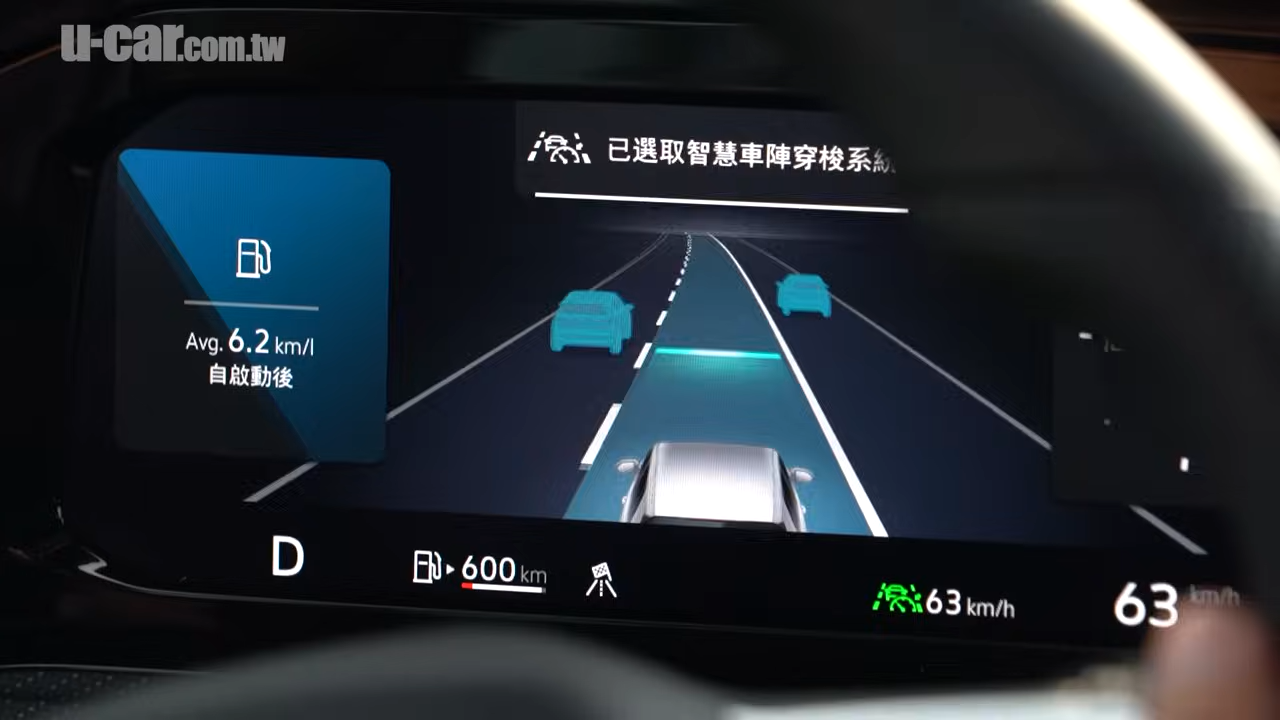 u-car.com.tw
已選取智慧車陣穿梭系統
Avg. 6.2 km/l
自啟動後
D
600 km
63 km/h
63 km/h